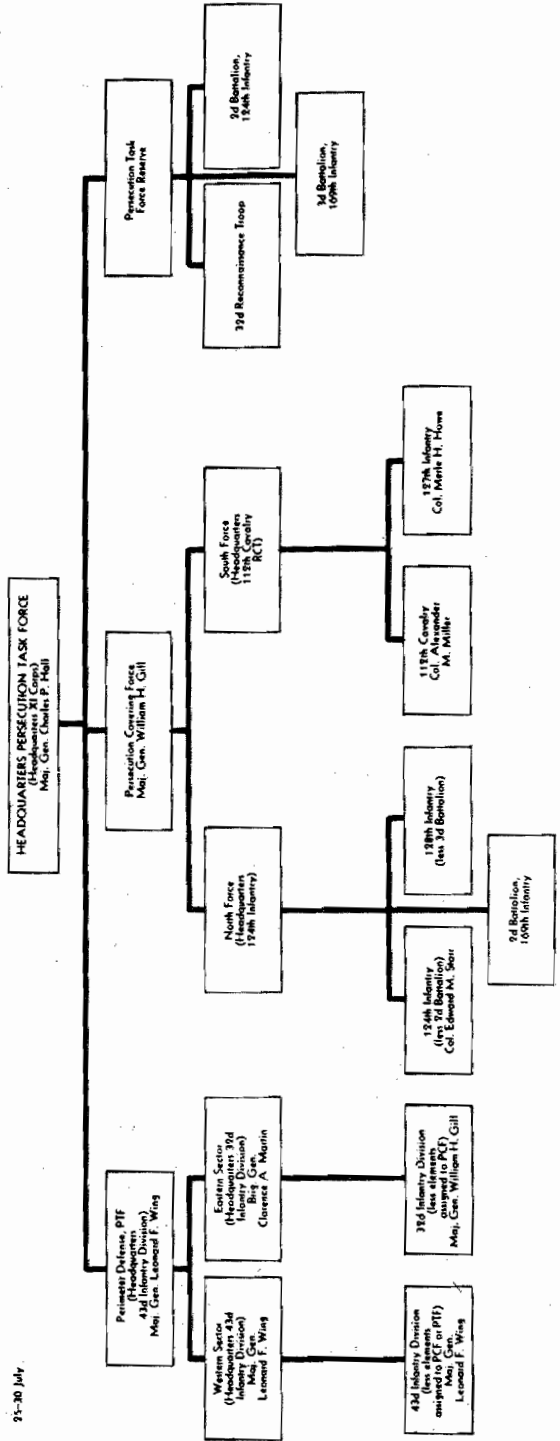 25-30 July
HEADQUARTERS PERSECUTION TASK FORCE
(Headquarters XI Corps)
Maj. Gen. Charles P. Hall
Perimeter Defense, PTF
(Headquarters
43d Infantry Division)
Maj. Gen. Leonard F. Wing
Persecution Covering Force
Maj. Gen. William H. Gill
Persecution Task
Force Reserve
Western Sector
(Headquarters 43d
Infantry Division)
Maj. Gen.
Leonard F. Wing
Eastern Sector
(Headquarters 32d
Infantry Division)
Brig. Gen.
Clarence A. Martin
North Force
(Headquarters
124th Infantry)
South Force
(Headquarters
112th Cavalry
RCT)
32d Reconnaissance Troop
2d Battalion,
124th Infantry
3d Battalion,
169th Infantry
43d Infantry Division
(less elements
assigned to PCF or PTF)
Maj. Gen.
Leonard F. Wing
32d Infantry Division
(less elements
assigned to PCF)
Maj. Gen. William H. Gill
124th Infantry
(less 2d Battalion)
Col. Edward M. Starr
128th Infantry
(less 3d Battalion)
2d Battalion,
169th Infantry
112th Cavalry
Col. Alexander
M. Miller
127th Infantry
Col. Merle H. Howe